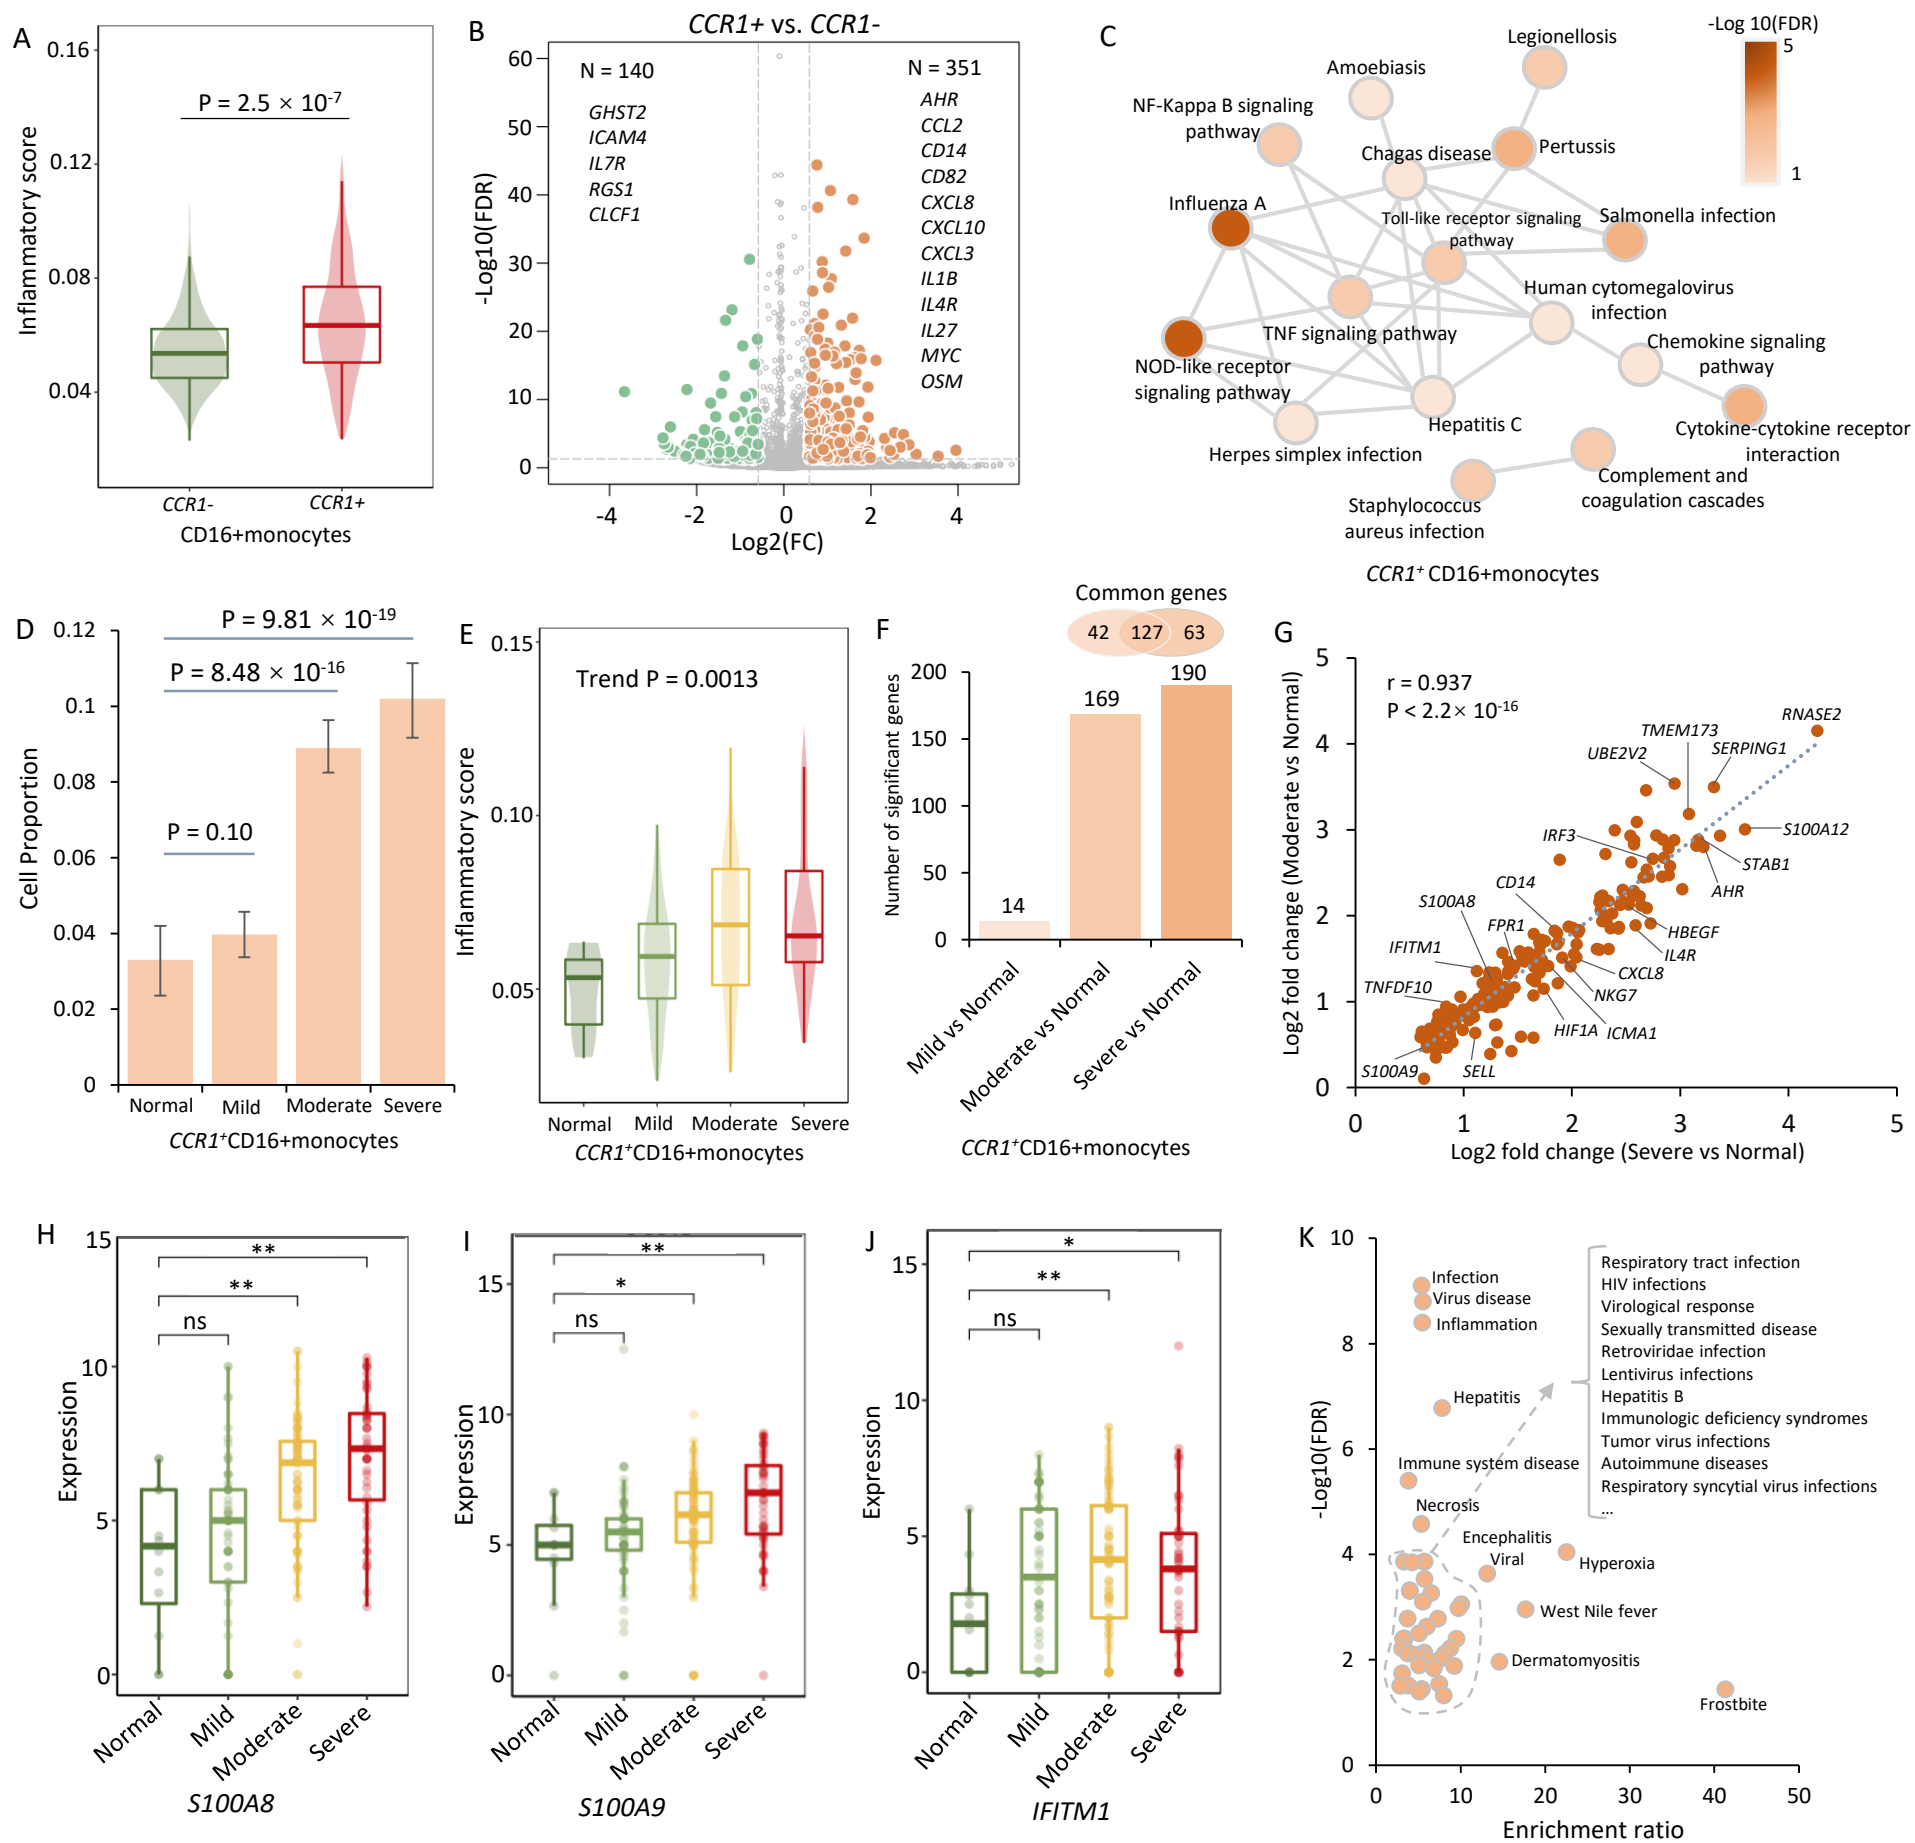 A
0.16
0.12
0.08
0.04
Inflammatory score
P = 2.5 × 10-7
CCR1-
CCR1+
CD16+monocytes
B
CCR1+ vs. CCR1-
60
50
40
30
20
10
0
-Log10(FDR)
N = 140
GHST2
ICAM4
IL7R
RGS1
CLCF1
N = 351
AHR
CCL2
CD14
CD82
CXCL8
CXCL10
CXCL3
IL1B
IL4R
IL27
MYC
OSM
-4
-2
0
2
4
Log2(FC)
C
-Log 10(FDR)
5
1
Legionellosis
Amoebiasis
NF-Kappa B signaling
pathway
Chagas disease
Pertussis
Influenza A
Toll-like receptor signaling
pathway
Salmonella infection
Human cytomegalovirus
infection
TNF signaling pathway
Chemokine signaling
pathway
NOD-like receptor
signaling pathway
Hepatitis C
Cytokine-cytokine receptor
interaction
Herpes simplex infection
Complement and
coagulation cascades
Staphylococcus
aureus infection
CCR1+ CD16+monocytes
D
0.12
0.1
0.08
0.06
0.04
0.02
0
Cell Proportion
P = 9.81 × 10-19
P = 8.48 × 10-16
P = 0.10
Normal
Mild
Moderate
Severe
CCR1+CD16+monocytes
E
0.15
0.10
0.05
Inflammatory score
Trend P = 0.0013
Normal
Mild
Moderate
Severe
CCR1+CD16+monocytes
F
Common genes
42
127
63
200
150
100
50
0
Number of significant genes
14
169
190
Mild vs Normal
Moderate vs Normal
Severe vs Normal
CCR1+CD16+monocytes
G
5
4
3
2
1
0
Log2 fold change (Moderate vs Normal)
r = 0.937
P < 2.2× 10-16
RNASE2
TMEM173
SERPING1
UBE2V2
IRF3
S100A12
STAB1
AHR
CD14
S100A8
FPR1
HBEGF
IL4R
IFITM1
CXCL8
NKG7
TNFDF10
HIF1A
ICMA1
S100A9
SELL
0
1
2
3
4
5
Log2 fold change (Severe vs Normal)
H
15
10
5
0
Expression
**
**
ns
Normal
Mild
Moderate
Severe
S100A8
I
15
10
5
0
Expression
**
*
ns
Normal
Mild
Moderate
Severe
S100A9
J
15
10
5
0
Expression
*
**
ns
Normal
Mild
Moderate
Severe
IFITM1
K
10
8
6
4
2
0
-Log10(FDR)
Infection
Virus disease
Inflammation
Hepatitis
Immune system disease
Necrosis
Encephalitis
Viral
Hyperoxia
West Nile fever
Dermatomyositis
Frostbite
Respiratory tract infection
HIV infections
Virological response
Sexually transmitted disease
Retroviridae infection
Lentivirus infections
Hepatitis B
Immunologic deficiency syndromes
Tumor virus infections
Autoimmune diseases
Respiratory syncytial virus infections
...
0
10
20
30
40
50
Enrichment ratio